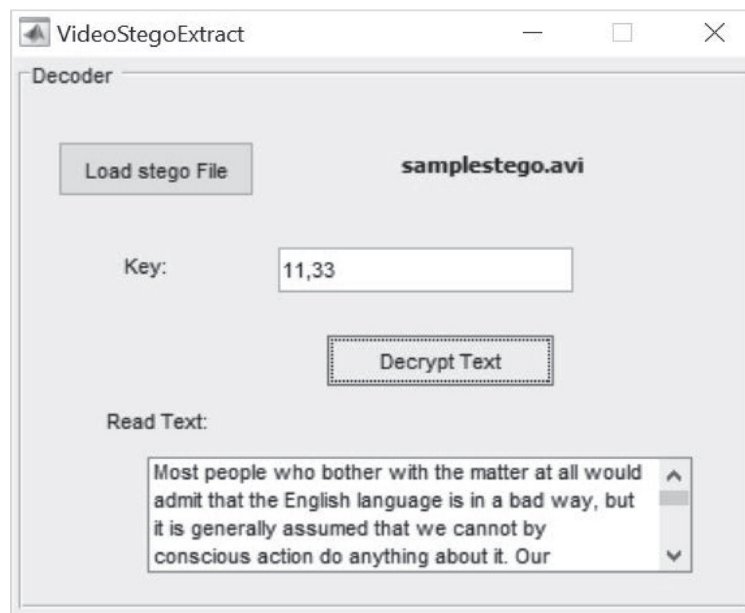 VideoStegoExtract
Decoder
Load stego File
samplestego.avi
Key:
11,33
Decrypt Text
Read Text:
Most people who bother with the matter at all would
admit that the English language is in a bad way, but
it is generally assumed that we cannot by
conscious action do anything about it. Our